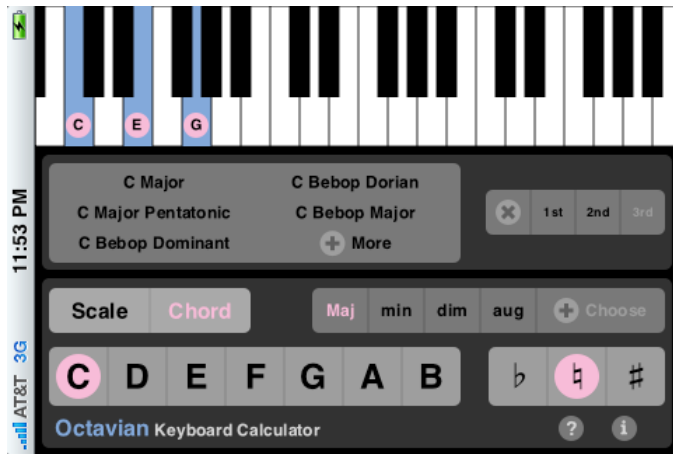 C E G
C Major C Bebop Dorian
C Major Pentatonic C Bebop Major
C Bebop Dominant More
1st 2nd 3rd
Scale Chord
Maj min dim aug Choose
C D E F G A B
♭ ♮ ♯
Octavian Keyboard Calculator
? i
AT&T 3G 11:53 PM